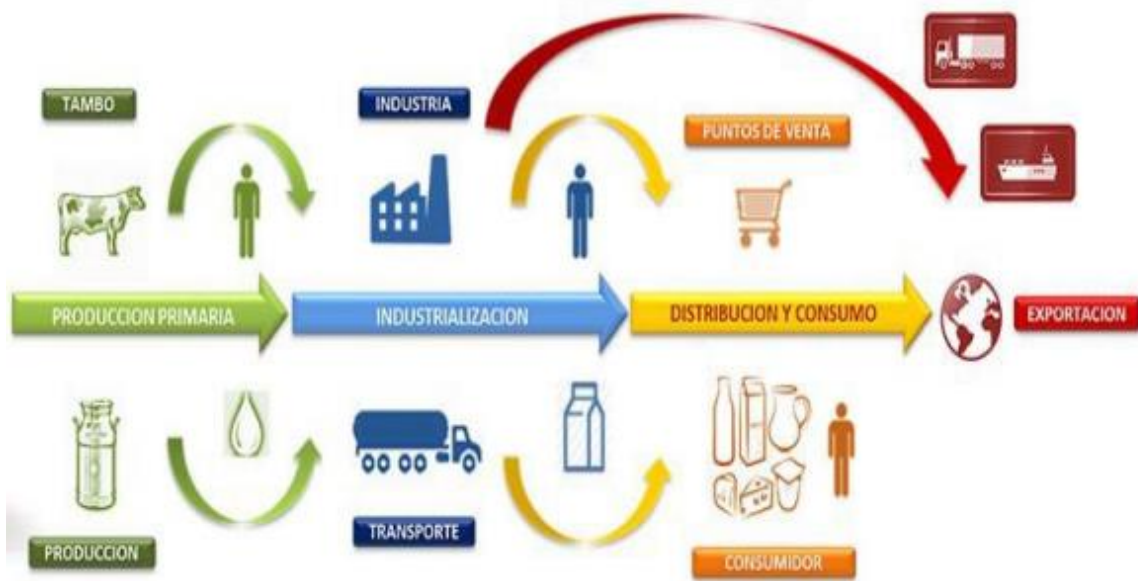 TAMBO
INDUSTRIA
PUNTOS DE VENTA
PRODUCCION PRIMARIA
INDUSTRIALIZACION
DISTRIBUCION Y CONSUMO
EXPORTACION
PRODUCCION
TRANSPORTE
CONSUMIDOR